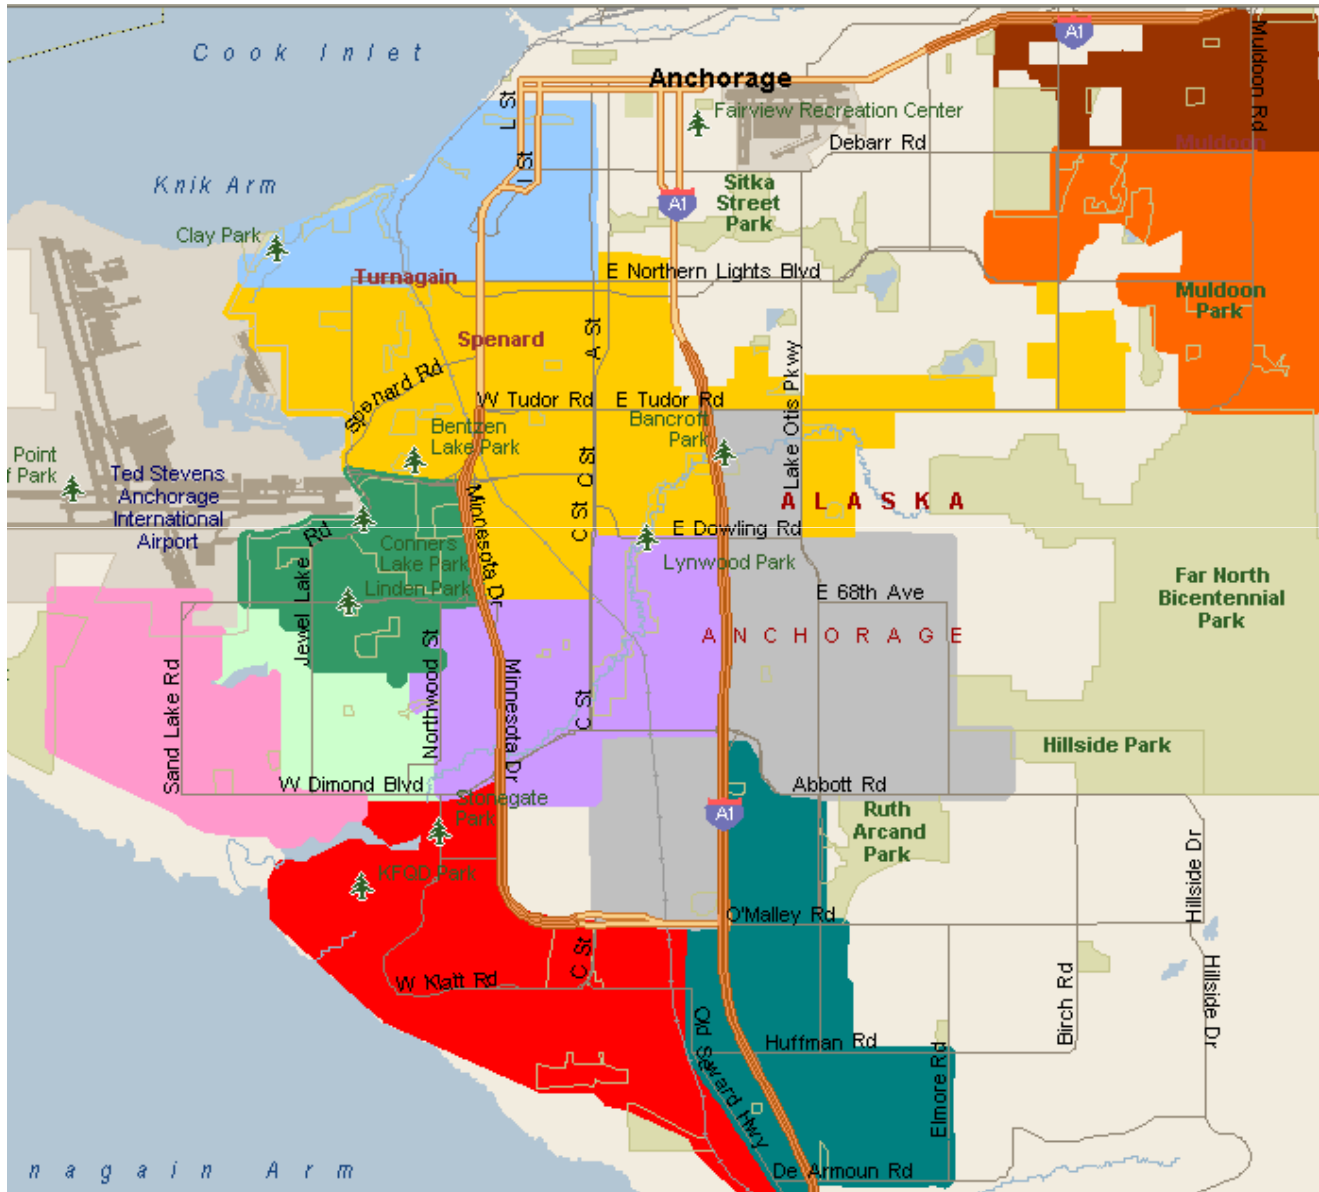 Cook Inlet
Anchorage
A1
Muldoon Rd
L St
Fairview Recreation Center
Debarr Rd
Muldoon
I St
Knik Arm
Sitka
Street
Park
A1
Clay Park
Turnagain
E Northern Lights Blvd
Muldoon
Park
Spenard
A St
Lake Otis Pkwy
Spenard Rd
W Tudor Rd
E Tudor Rd
Bentzen
Lake Park
Bancroft
Park
Point
f Park
Ted Stevens
Anchorage
International
Airport
C St
ALASKA
Minnesota Dr
C St
E Dowling Rd
Rd
Conners
Lake Park
Lynwood Park
Linden Park
Jewel Lake
E 68th Ave
Far North
Bicentennial
Park
ANCHORAGE
Northwood St
Sand Lake Rd
Minnesota Dr
C St
Hillside Park
W Dimond Blvd
Abbott Rd
Stonegate
Park
A1
Ruth
Arcand
Park
Hillside Dr
KFQD Park
O'Malley Rd
C St
W Klatt Rd
Birch Rd
Hillside Dr
Old Seward Hwy
Huffman Rd
Elmore Rd
De Armoun Rd
nagain Arm